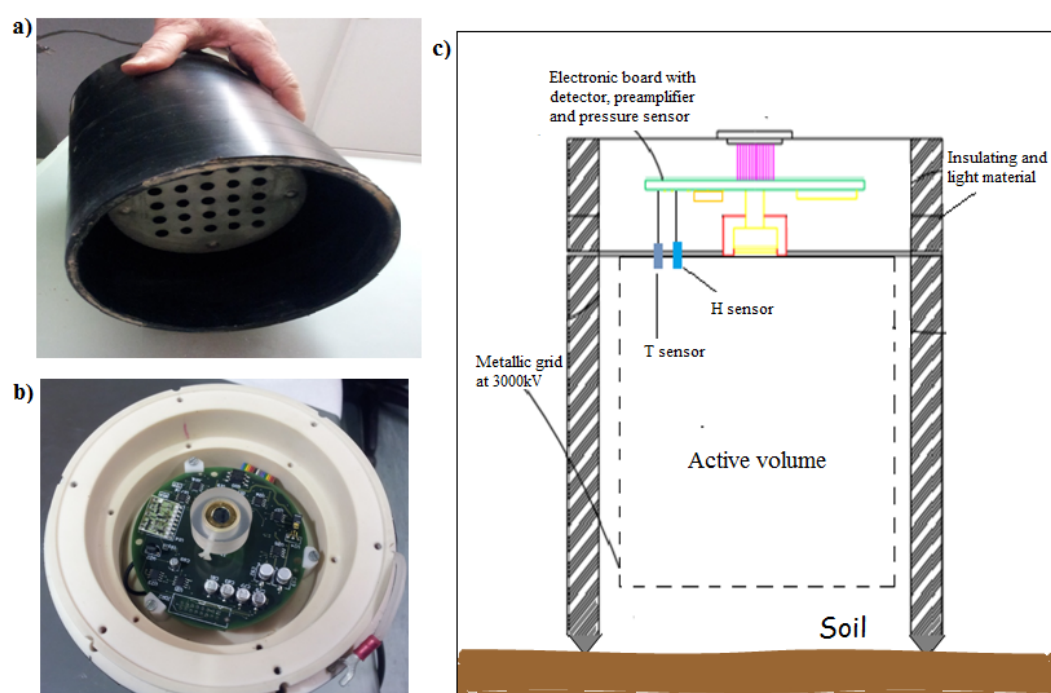 a)
b)
c)
Electronic board with
detector, preamplifier
and pressure sensor
Insulating and
light material
H sensor
T sensor
Metallic grid
at 3000kV
Active volume
Soil